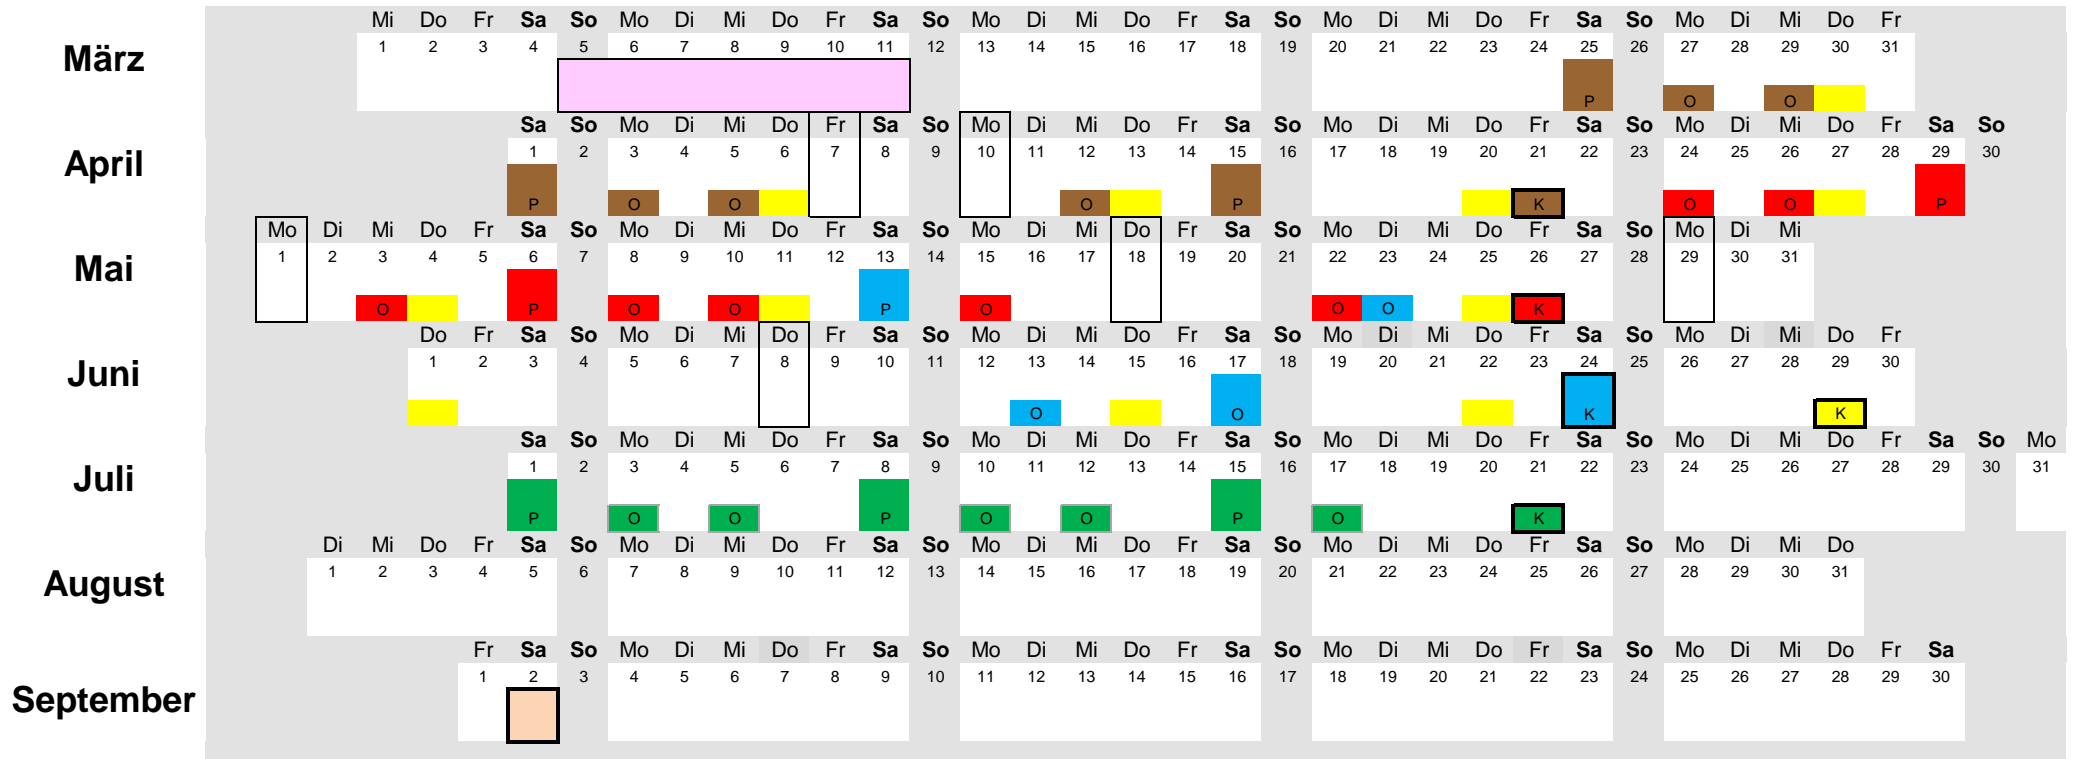 Mi Do Fr Sa So Mo Di Mi Do Fr Sa So Mo Di Mi Do Fr Sa So Mo Di Mi Do Fr Sa So Mo Di Mi Do Fr
März
1 2 3 4 5 6 7 8 9 10 11 12 13 14 15 16 17 18 19 20 21 22 23 24 25 26 27 28 29 30 31
P O O
Sa So Mo Di Mi Do Fr Sa So Mo Di Mi Do Fr Sa So Mo Di Mi Do Fr Sa So Mo Di Mi Do Fr Sa So
April
1 2 3 4 5 6 7 8 9 10 11 12 13 14 15 16 17 18 19 20 21 22 23 24 25 26 27 28 29 30
P O O O P K O O P
Mo Di Mi Do Fr Sa So Mo Di Mi Do Fr Sa So Mo Di Mi Do Fr Sa So Mo Di Mi Do Fr Sa So Mo Di Mi
Mai
1 2 3 4 5 6 7 8 9 10 11 12 13 14 15 16 17 18 19 20 21 22 23 24 25 26 27 28 29 30 31
O P O O P O O O K
Do Fr Sa So Mo Di Mi Do Fr Sa So Mo Di Mi Do Fr Sa So Mo Di Mi Do Fr Sa So Mo Di Mi Do Fr
Juni
1 2 3 4 5 6 7 8 9 10 11 12 13 14 15 16 17 18 19 20 21 22 23 24 25 26 27 28 29 30
O O K K
Sa So Mo Di Mi Do Fr Sa So Mo Di Mi Do Fr Sa So Mo Di Mi Do Fr Sa So Mo Di Mi Do Fr Sa So Mo
Juli
1 2 3 4 5 6 7 8 9 10 11 12 13 14 15 16 17 18 19 20 21 22 23 24 25 26 27 28 29 30 31
P O O P O O P O K
Di Mi Do Fr Sa So Mo Di Mi Do Fr Sa So Mo Di Mi Do Fr Sa So Mo Di Mi Do Fr Sa So Mo Di Mi Do
August
1 2 3 4 5 6 7 8 9 10 11 12 13 14 15 16 17 18 19 20 21 22 23 24 25 26 27 28 29 30 31
Fr Sa So Mo Di Mi Do Fr Sa So Mo Di Mi Do Fr Sa So Mo Di Mi Do Fr Sa So Mo Di Mi Do Fr Sa
September
1 2 3 4 5 6 7 8 9 10 11 12 13 14 15 16 17 18 19 20 21 22 23 24 25 26 27 28 29 30